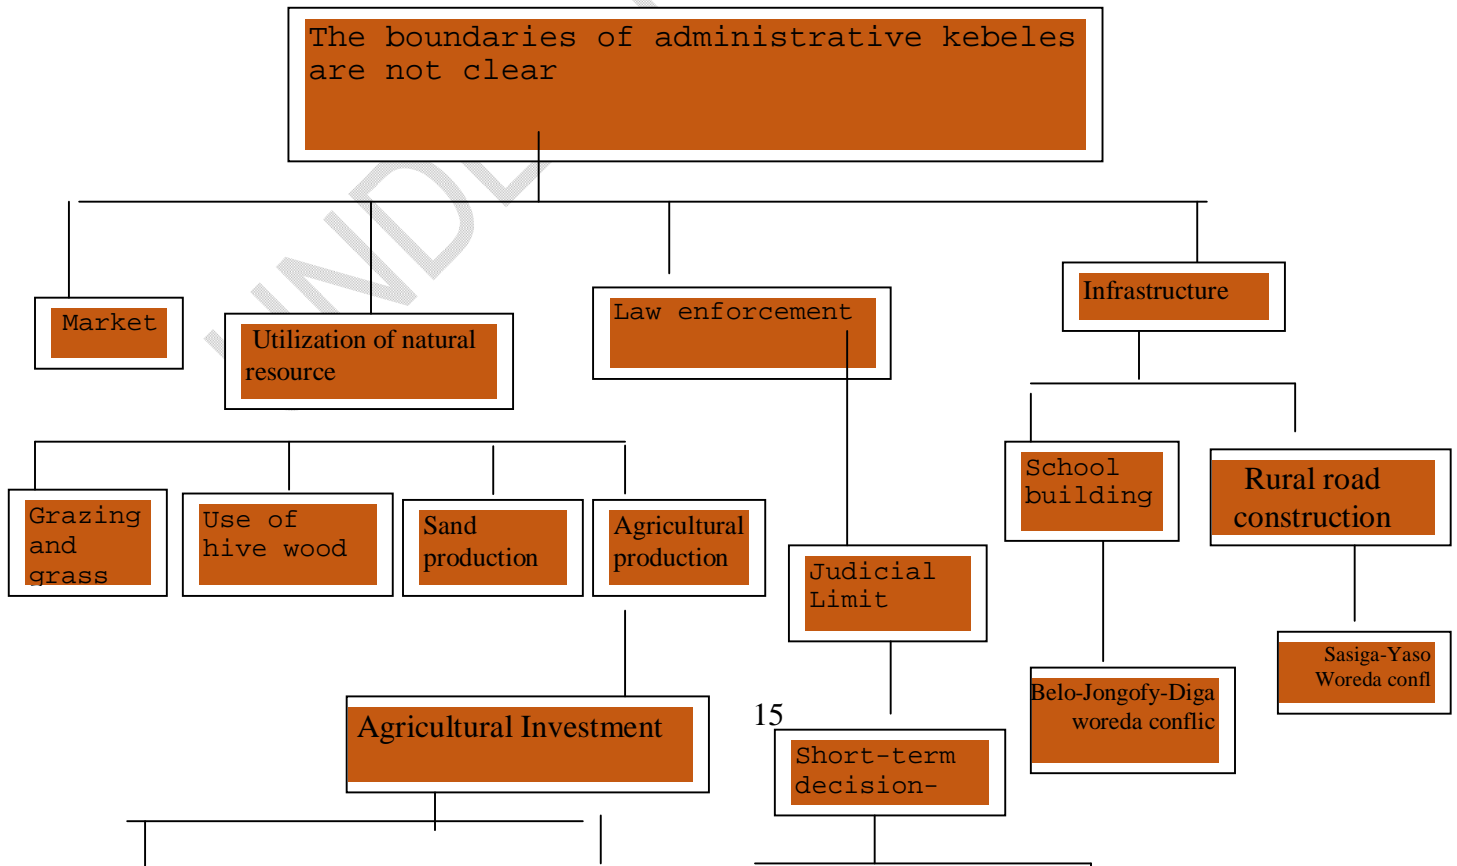 The boundaries of administrative kebeles
are not clear
Market
Utilization of natural
resource
Law enforcement
Infrastructure
Grazing
and
grass
Use of
hive wood
Sand
production
Agricultural
production
Judicial
Limit
School
building
Rural road
construction
Agricultural Investment
15
Short-term
decision-
Belo-Jongofy-Diga
woreda conflic
Sasiga-Yaso
Woreda confl